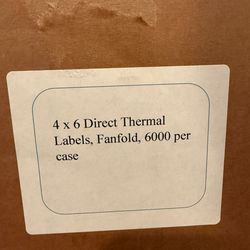 4 x 6 Direct Thermal
Labels, Fanfold, 6000 per
case